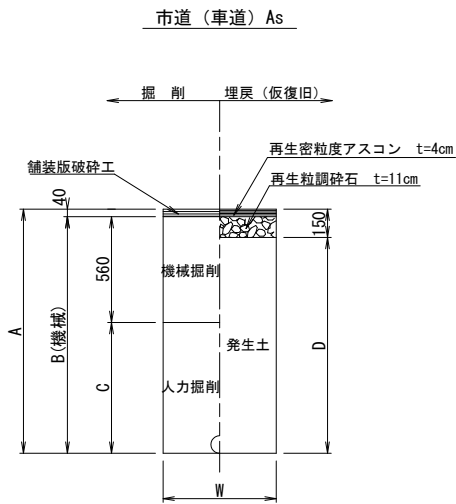 市道（車道）As
掘 削
埋戻（仮復旧）
再生密粒度アスコン t=4cm
舗装版破砕工
再生粒調砕石 t=11cm
40
150
560
機械掘削
A
B(機械)
発生土
D
C
人力掘削
W